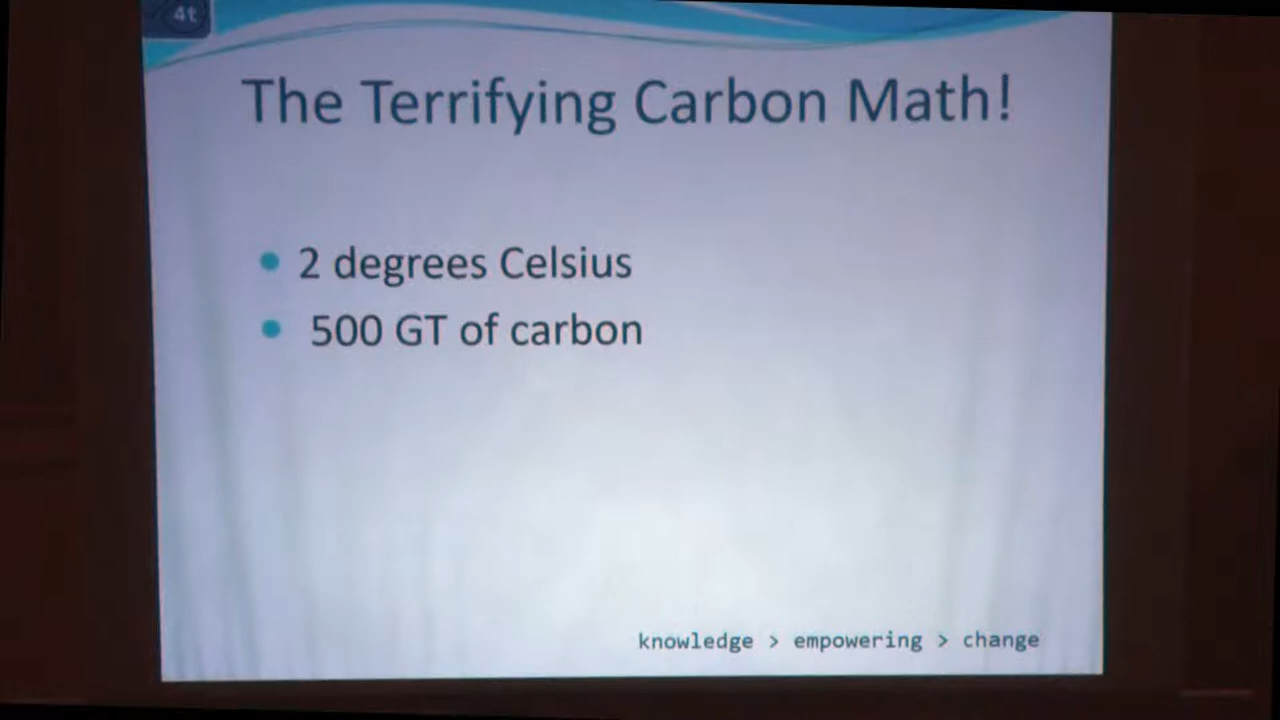 4t
The Terrifying Carbon Math!
2 degrees Celsius
500 GT of carbon
knowledge > empowering > change